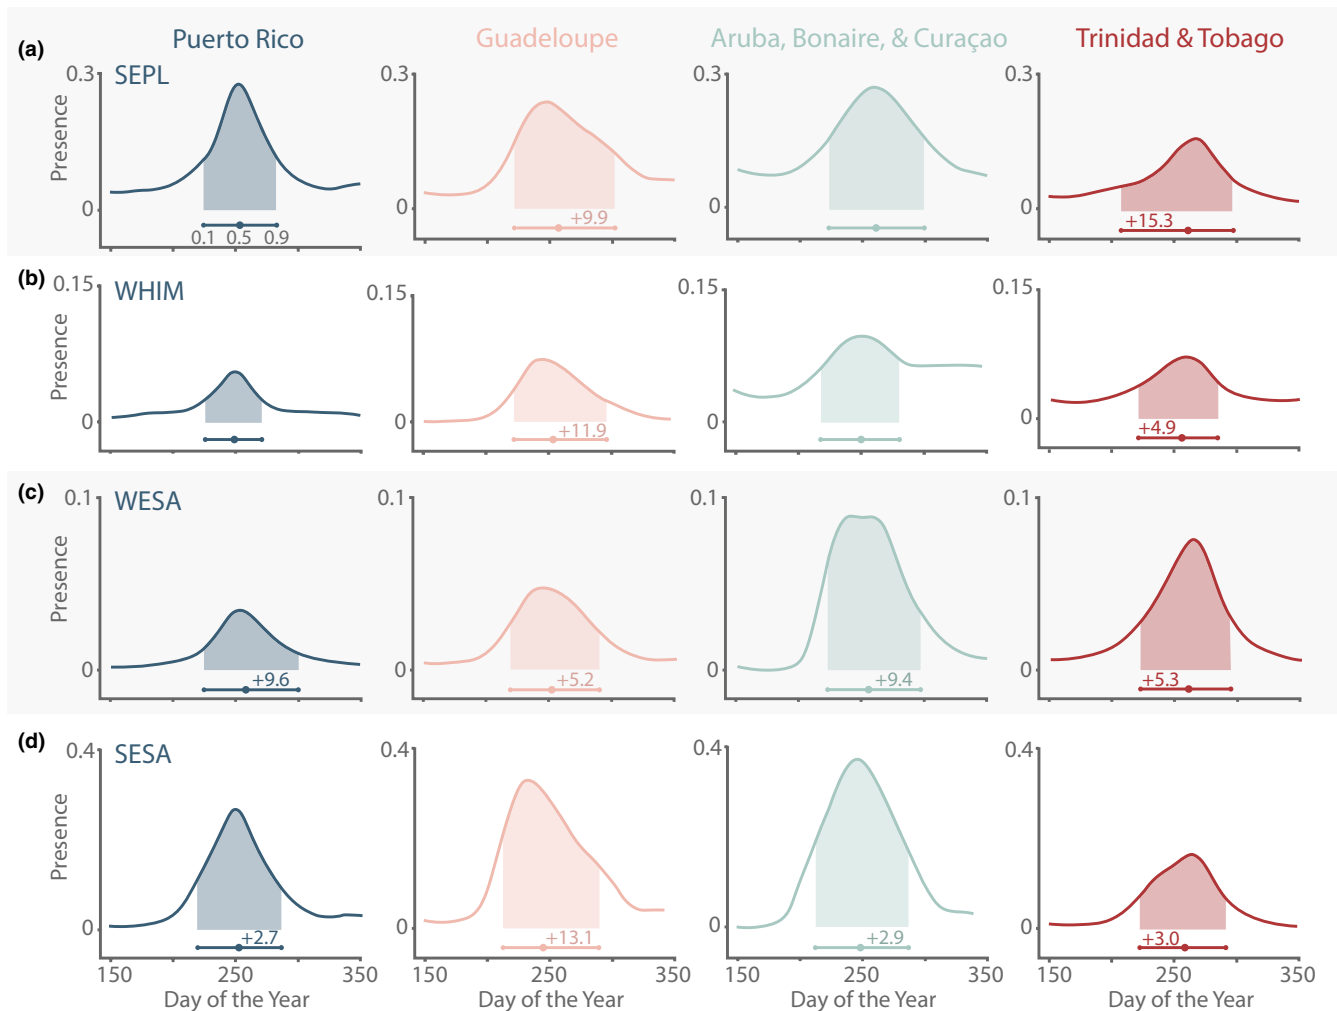 Puerto Rico Guadeloupe Aruba, Bonaire, & Curaçao Trinidad & Tobago
(a)
SEPL
0.3 0.3 0.3 0.3
Presence
0 0 0 0
+9.9 +15.3
0.1 0.5 0.9
(b)
WHIM
0.15 0.15 0.15 0.15
Presence
0 0 0 0
+11.9 +4.9
(c)
WESA
0.1 0.1 0.1 0.1
Presence
0 0 0 0
+9.6 +5.2 +9.4 +5.3
(d)
SESA
0.4 0.4 0.4 0.4
Presence
0 0 0 0
+2.7 +13.1 +2.9 +3.0
150 250 350 150 250 350 150 250 350 150 250 350
Day of the Year Day of the Year Day of the Year Day of the Year